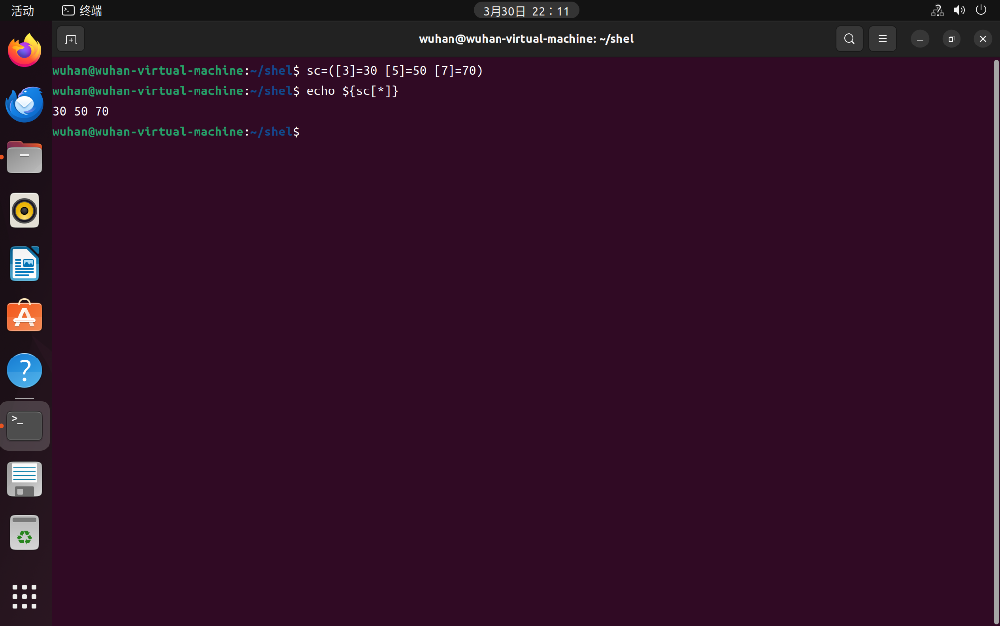 活动
终端
3月30日 22：11
wuhan@wuhan-virtual-machine: ~/shel
wuhan@wuhan-virtual-machine:~/shel$ sc=([3]=30 [5]=50 [7]=70)
wuhan@wuhan-virtual-machine:~/shel$ echo ${sc[*]}
30 50 70
wuhan@wuhan-virtual-machine:~/shel$